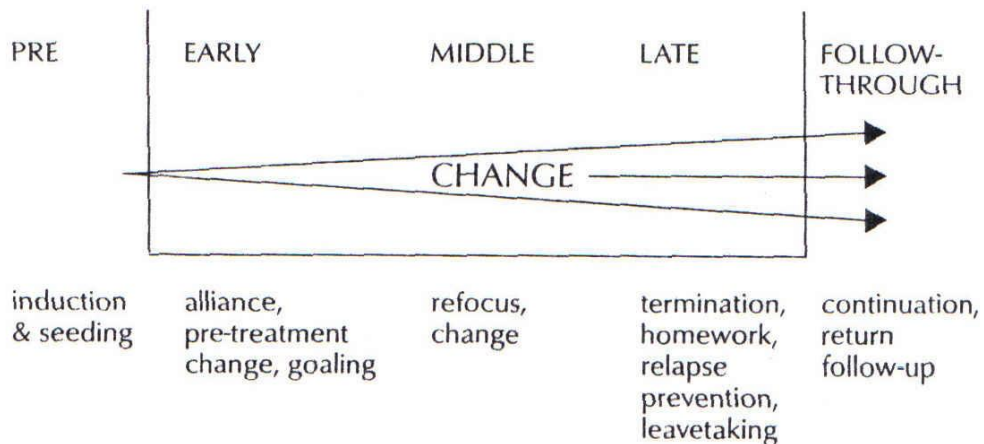 PRE
EARLY
MIDDLE
LATE
FOLLOW-
THROUGH
CHANGE
induction
& seeding
alliance,
pre-treatment
change, goaling
refocus,
change
termination,
homework,
relapse
prevention,
leavetaking
continuation,
return
follow-up